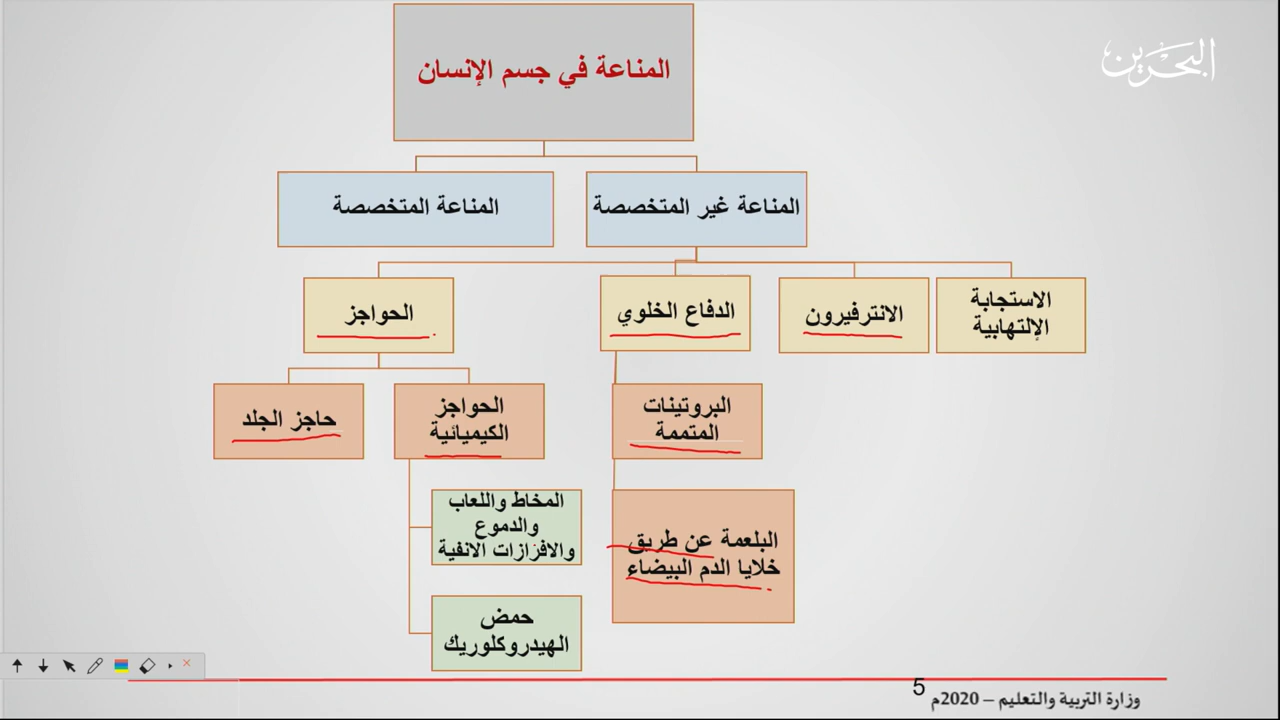 البحرين
المناعة في جسم الإنسان
المناعة غير المتخصصة
المناعة المتخصصة
الاستجابة
الإلتهابية
الانترفيرون
الدفاع الخلوي
الحواجز
البروتينات
المتممة
الحواجز
الكيميائية
حاجز الجلد
البلعمة عن طريق
خلايا الدم البيضاء
المخاط واللعاب
والدموع
والافرازات الانفية
حمض
الهيدروكلوريك
5
وزارة التربية والتعليم – 2020م